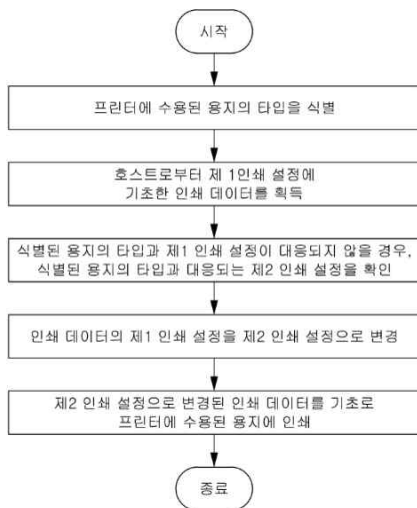 시작
프린터에 수용된 용지의 타입을 식별
호스트로부터 제 1인쇄 설정에
기초한 인쇄 데이터를 획득
식별된 용지의 타입과 제1 인쇄 설정이 대응되지 않을 경우,
식별된 용지의 타입과 대응되는 제2 인쇄 설정을 확인
인쇄 데이터의 제1 인쇄 설정을 제2 인쇄 설정으로 변경
제2 인쇄 설정으로 변경된 인쇄 데이터를 기초로
프린터에 수용된 용지에 인쇄
종료